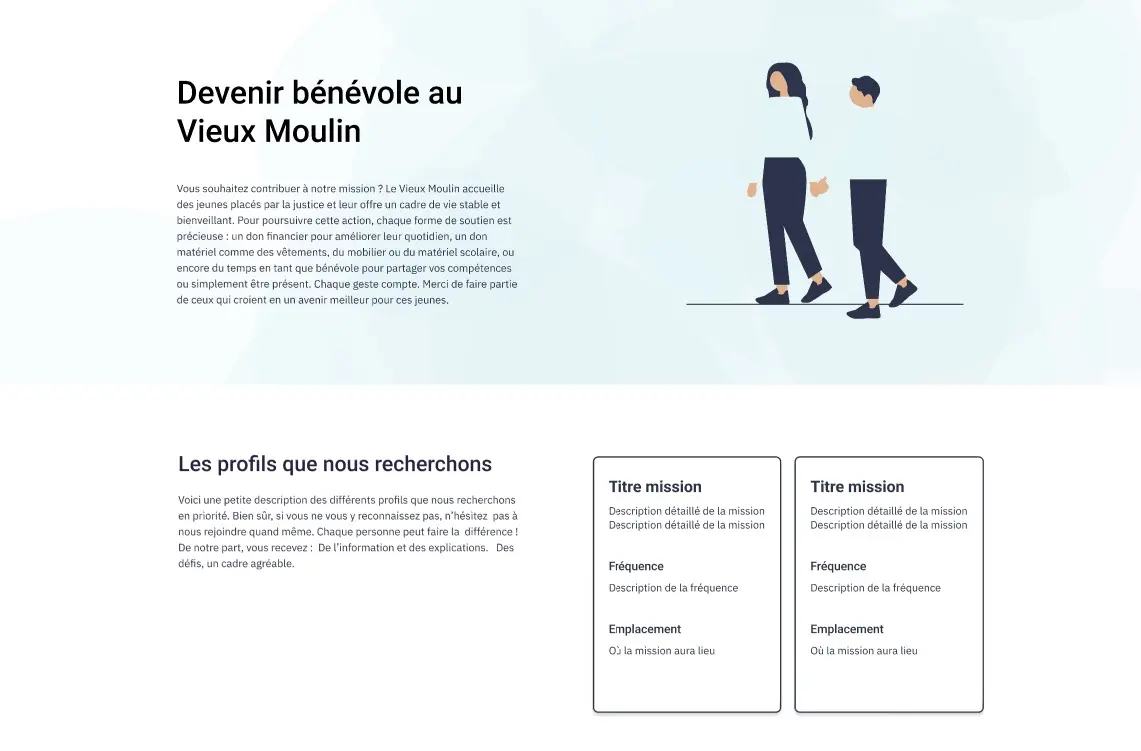 Devenir bénévole au
Vieux Moulin
Vous souhaitez contribuer à notre mission ? Le Vieux Moulin accueille
des jeunes placés par la justice et leur offre un cadre de vie stable et
bienveillant. Pour poursuivre cette action, chaque forme de soutien est
précieuse : un don financier pour améliorer leur quotidien, un don
matériel comme des vêtements, du mobilier ou du matériel scolaire, ou
encore du temps en tant que bénévole pour partager vos compétences
ou simplement être présent. Chaque geste compte. Merci de faire partie
de ceux qui croient en un avenir meilleur pour ces jeunes.
Les profils que nous recherchons
Voici une petite description des différents profils que nous recherchons
en priorité. Bien sûr, si vous ne vous y reconnaissez pas, n'hésitez pas à
nous rejoindre quand même. Chaque personne peut faire la différence !
De notre part, vous recevez : De l'information et des explications. Des
défis, un cadre agréable.
Titre mission
Description détaillé de la mission
Description détaillé de la mission
Fréquence
Description de la fréquence
Emplacement
Où la mission aura lieu
Titre mission
Description détaillé de la mission
Description détaillé de la mission
Fréquence
Description de la fréquence
Emplacement
Où la mission aura lieu